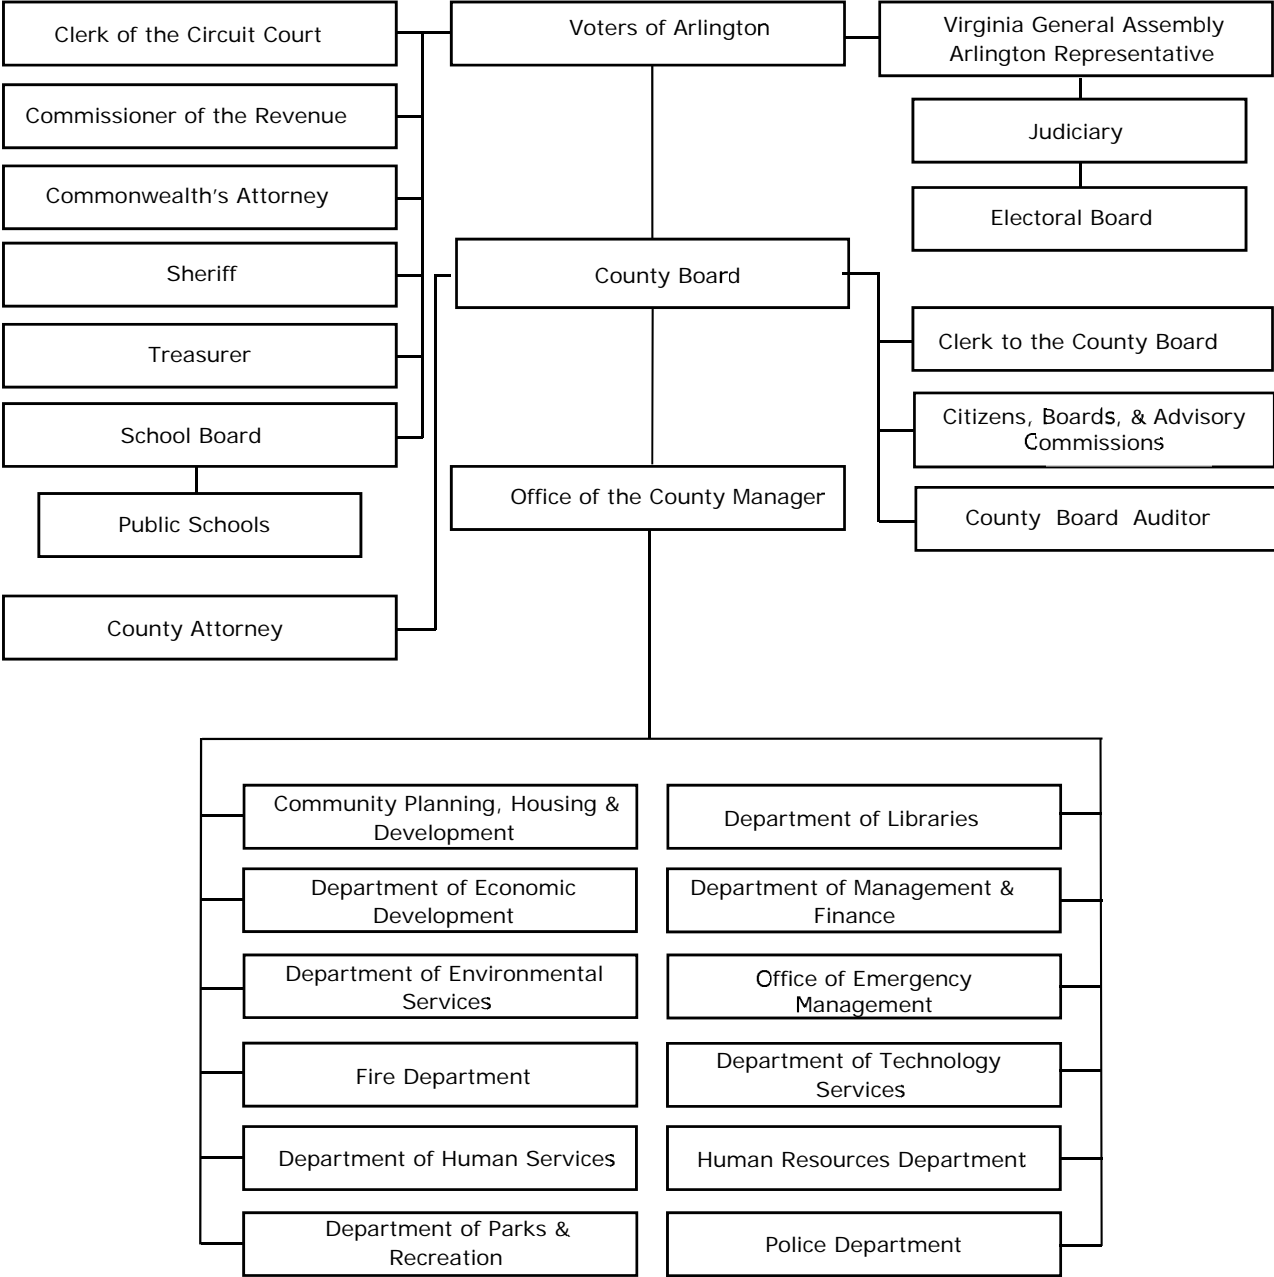 Clerk of the Circuit Court
Voters of Arlington
Virginia General Assembly
Arlington Representative
Commissioner of the Revenue
Judiciary
Commonwealth's Attorney
Electoral Board
Sheriff
County Board
Treasurer
Clerk to the County Board
School Board
Citizens, Boards, & Advisory
Commissions
Office of the County Manager
Public Schools
County Board Auditor
County Attorney
Community Planning, Housing &
Development
Department of Libraries
Department of Economic
Development
Department of Management &
Finance
Department of Environmental
Services
Office of Emergency
Management
Fire Department
Department of Technology
Services
Department of Human Services
Human Resources Department
Department of Parks &
Recreation
Police Department